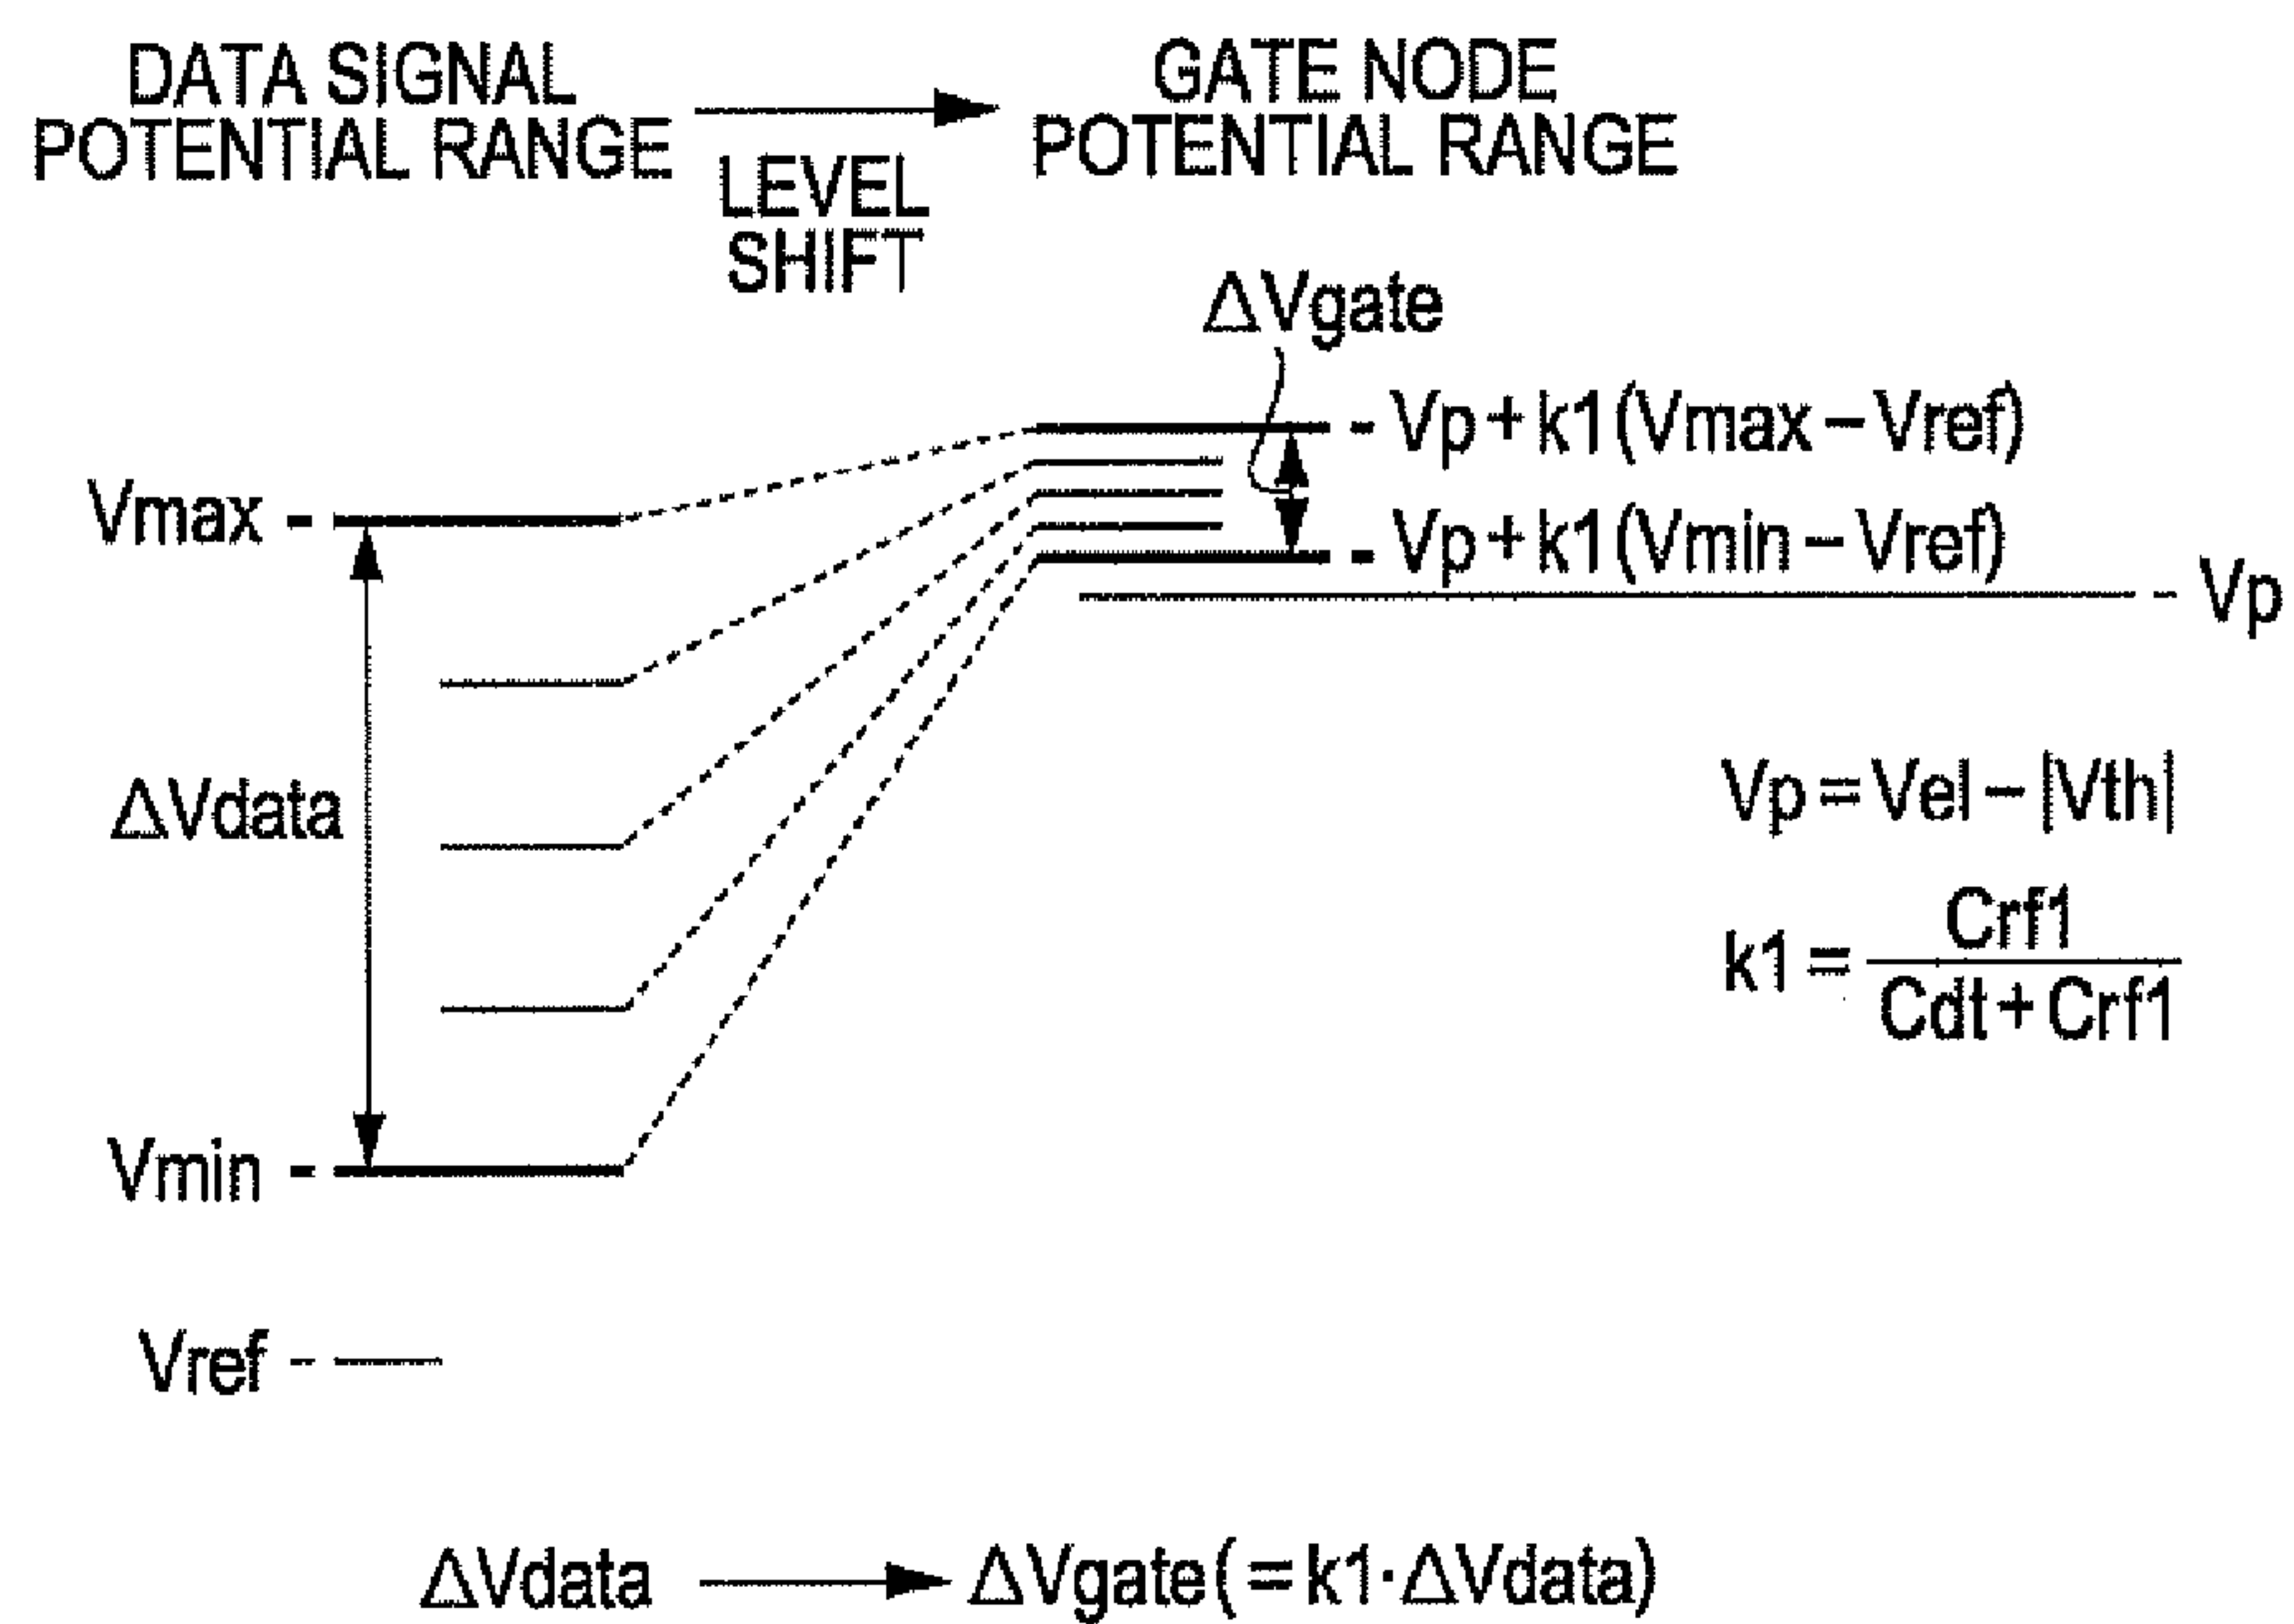 DATA SIGNAL
POTENTIAL RANGE
LEVEL
SHIFT
GATE NODE
POTENTIAL RANGE
ΔVgate
Vp + k1(Vmax − Vref)
Vmax
Vp + k1(Vmin − Vref)
Vp
ΔVdata
Vp = Vel − |Vth|
k1 = Crf1
Cdt + Crf1
Vmin
Vref
ΔVdata
ΔVgate(= k1·ΔVdata)